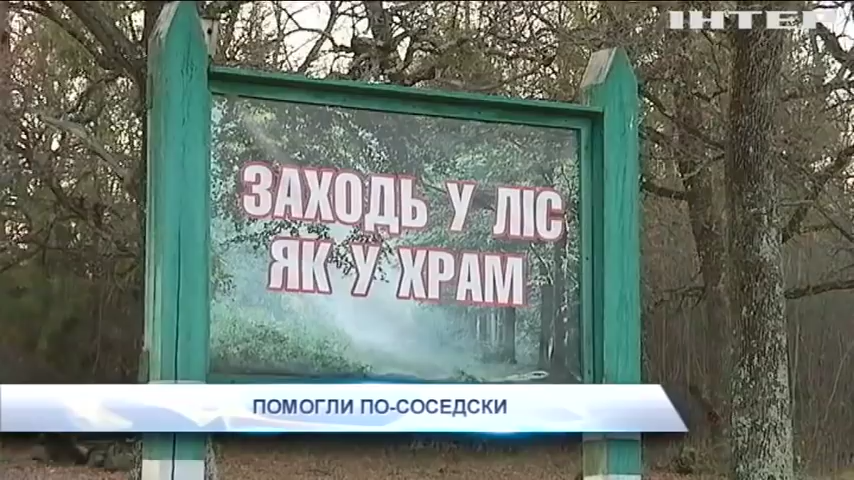 ІНТЕР
ЗАХОДЬ У ЛІС
ЯК У ХРАМ
ПОМОГЛИ ПО-СОСЕДСКИ